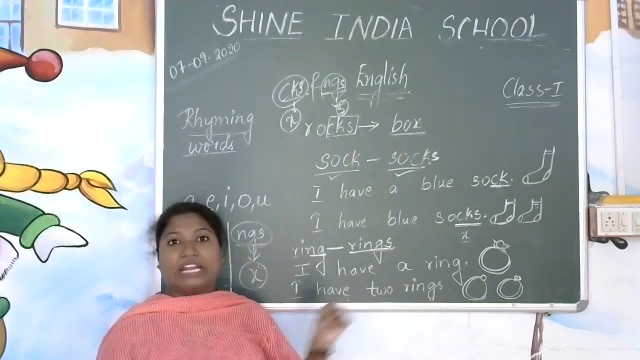 SHINE INDIA SCHOOL
07-09-2020
cks / ngs English
Class-I
x s
Rhyming
words
rocks → box
sock - socks
I have a blue sock.
a, e, i, o, u
I have blue socks.
x
ngs
ring - rings
x
I have a ring.
I have two rings